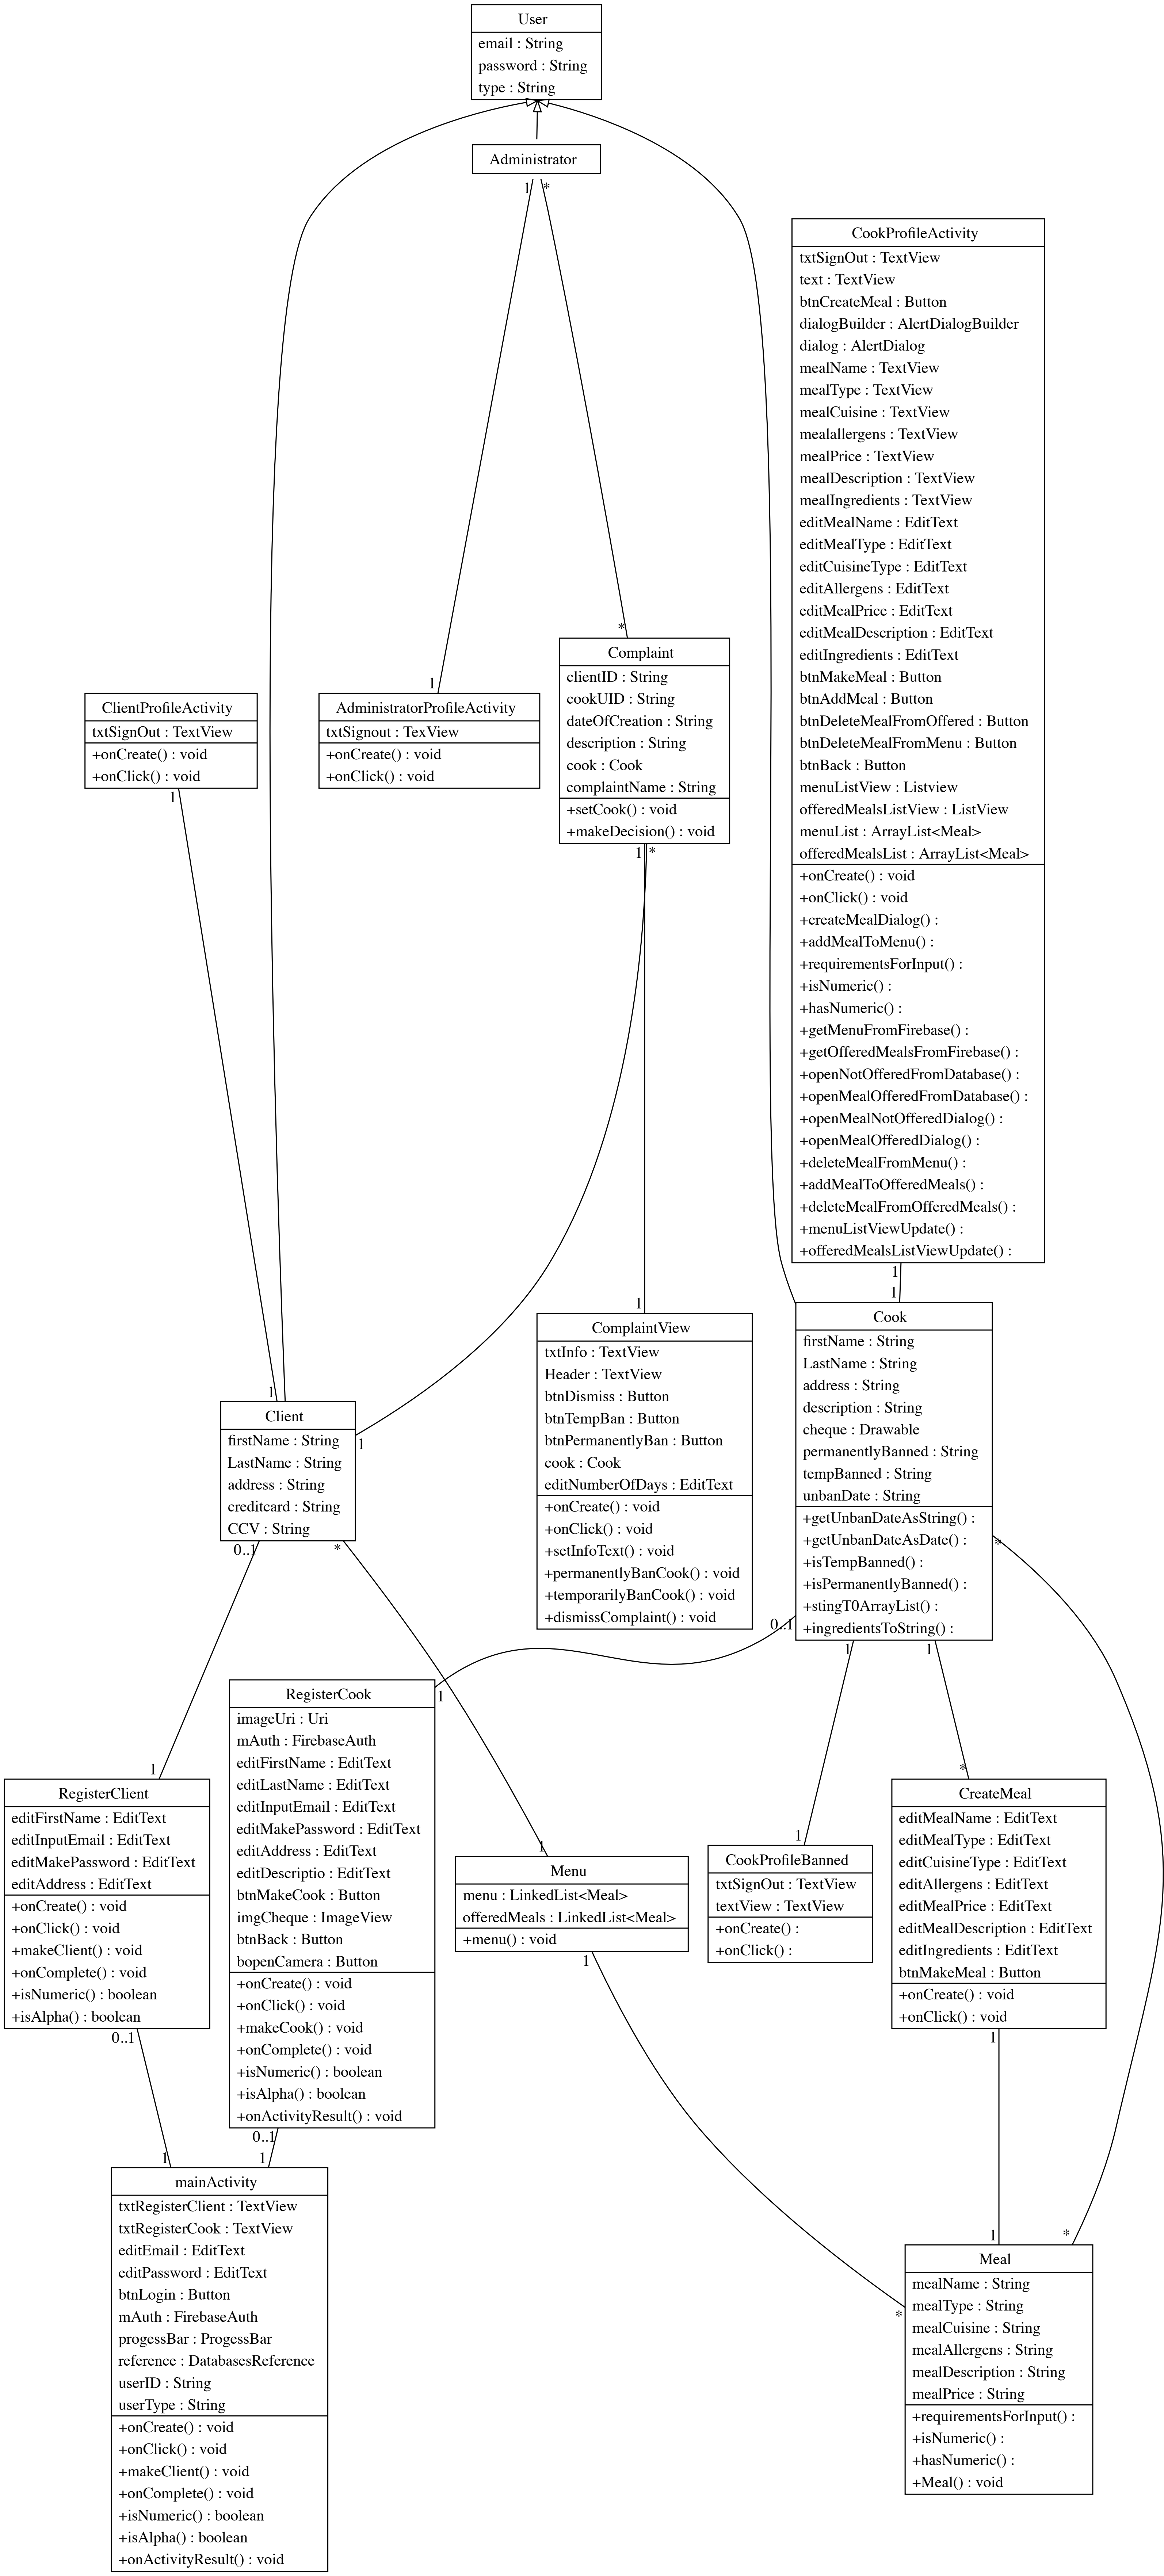 User
email : String
password : String
type : String
Administrator
1
*
CookProfileActivity
txtSignOut : TextView
text : TextView
btnCreateMeal : Button
dialogBuilder : AlertDialogBuilder
dialog : AlertDialog
mealName : TextView
mealType : TextView
mealCuisine : TextView
mealallergens : TextView
mealPrice : TextView
mealDescription : TextView
mealIngredients : TextView
editMealName : EditText
editMealType : EditText
editCuisineType : EditText
editAllergens : EditText
editMealPrice : EditText
editMealDescription : EditText
editIngredients : EditText
btnMakeMeal : Button
btnAddMeal : Button
btnDeleteMealFromOffered : Button
btnDeleteMealFromMenu : Button
btnBack : Button
menuListView : Listview
offeredMealsListView : ListView
menuList : ArrayList<Meal>
offeredMealsList : ArrayList<Meal>
+onCreate() : void
+onClick() : void
+createMealDialog() :
+addMealToMenu() :
+requirementsForInput() :
+isNumeric() :
+hasNumeric() :
+getMenuFromFirebase() :
+getOfferedMealsFromFirebase() :
+openNotOfferedFromDatabase() :
+openMealOfferedFromDatabase() :
+openMealNotOfferedDialog() :
+openMealOfferedDialog() :
+deleteMealFromMenu() :
+addMealToOfferedMeals() :
+deleteMealFromOfferedMeals() :
+menuListViewUpdate() :
+offeredMealsListViewUpdate() :
1
1
*
Complaint
clientID : String
cookUID : String
dateOfCreation : String
description : String
cook : Cook
complaintName : String
+setCook() : void
+makeDecision() : void
1
*
1
AdministratorProfileActivity
txtSignout : TexView
+onCreate() : void
+onClick() : void
ClientProfileActivity
txtSignOut : TextView
+onCreate() : void
+onClick() : void
1
1
Client
firstName : String
LastName : String
address : String
creditcard : String
CCV : String
1
0..1
*
1
ComplaintView
txtInfo : TextView
Header : TextView
btnDismiss : Button
btnTempBan : Button
btnPermanentlyBan : Button
cook : Cook
editNumberOfDays : EditText
+onCreate() : void
+onClick() : void
+setInfoText() : void
+permanentlyBanCook() : void
+temporarilyBanCook() : void
+dismissComplaint() : void
Cook
firstName : String
LastName : String
address : String
description : String
cheque : Drawable
permanentlyBanned : String
tempBanned : String
unbanDate : String
+getUnbanDateAsString() :
+getUnbanDateAsDate() :
+isTempBanned() :
+isPermanentlyBanned() :
+stingT0ArrayList() :
+ingredientsToString() :
*
0..1
1
1
1
RegisterCook
imageUri : Uri
mAuth : FirebaseAuth
editFirstName : EditText
editLastName : EditText
editInputEmail : EditText
editMakePassword : EditText
editAddress : EditText
editDescriptio : EditText
btnMakeCook : Button
imgCheque : ImageView
btnBack : Button
bopenCamera : Button
+onCreate() : void
+onClick() : void
+makeCook() : void
+onComplete() : void
+isNumeric() : boolean
+isAlpha() : boolean
+onActivityResult() : void
0..1
1
RegisterClient
editFirstName : EditText
editInputEmail : EditText
editMakePassword : EditText
editAddress : EditText
+onCreate() : void
+onClick() : void
+makeClient() : void
+onComplete() : void
+isNumeric() : boolean
+isAlpha() : boolean
0..1
1
Menu
menu : LinkedList<Meal>
offeredMeals : LinkedList<Meal>
+menu() : void
1
1
CookProfileBanned
txtSignOut : TextView
textView : TextView
+onCreate() :
+onClick() :
*
CreateMeal
editMealName : EditText
editMealType : EditText
editCuisineType : EditText
editAllergens : EditText
editMealPrice : EditText
editMealDescription : EditText
editIngredients : EditText
btnMakeMeal : Button
+onCreate() : void
+onClick() : void
1
1
1
mainActivity
txtRegisterClient : TextView
txtRegisterCook : TextView
editEmail : EditText
editPassword : EditText
btnLogin : Button
mAuth : FirebaseAuth
progessBar : ProgessBar
reference : DatabasesReference
userID : String
userType : String
+onCreate() : void
+onClick() : void
+makeClient() : void
+onComplete() : void
+isNumeric() : boolean
+isAlpha() : boolean
+onActivityResult() : void
1
*
*
Meal
mealName : String
mealType : String
mealCuisine : String
mealAllergens : String
mealDescription : String
mealPrice : String
+requirementsForInput() :
+isNumeric() :
+hasNumeric() :
+Meal() : void